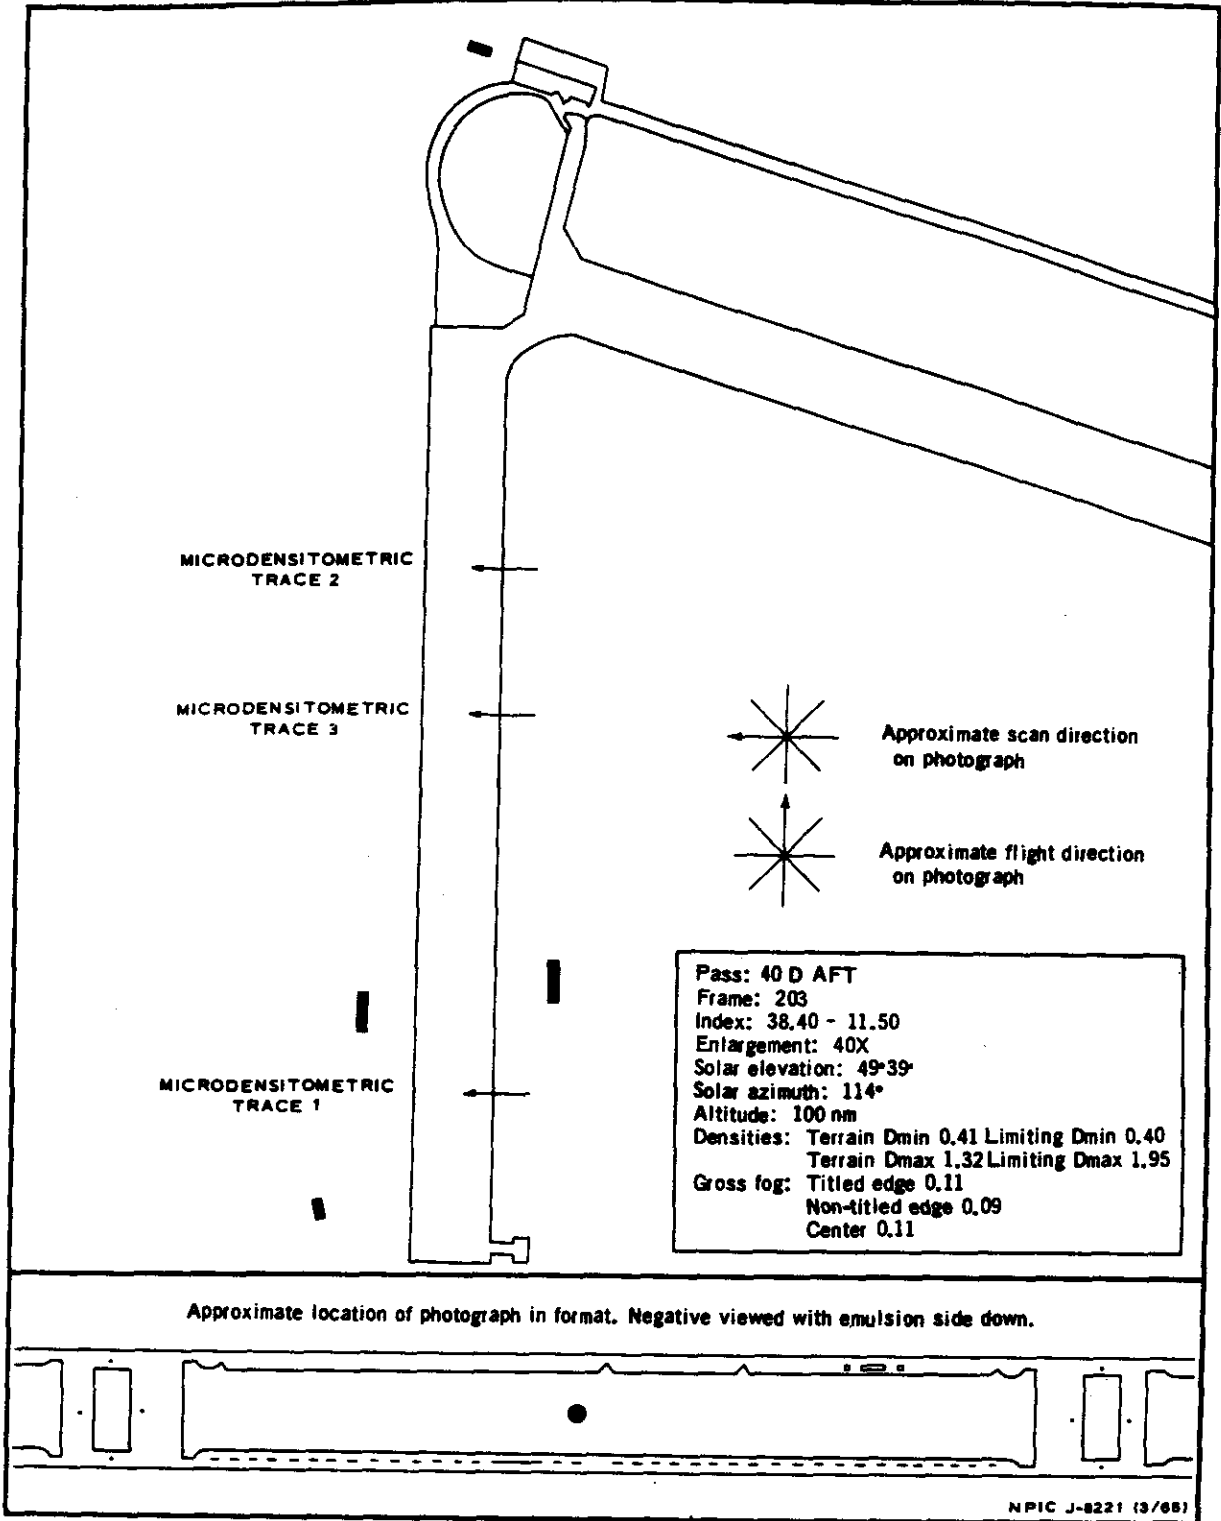 MICRODENSITOMETRIC
TRACE 2
MICRODENSITOMETRIC
TRACE 3
Approximate scan direction
on photograph
Approximate flight direction
on photograph
MICRODENSITOMETRIC
TRACE 1
Pass: 40 D AFT
Frame: 203
Index: 38.40 - 11.50
Enlargement: 40X
Solar elevation: 49°39'
Solar azimuth: 114°
Altitude: 100 nm
Densities: Terrain Dmin 0.41 Limiting Dmin 0.40
Terrain Dmax 1.32 Limiting Dmax 1.95
Gross fog: Titled edge 0.11
Non-titled edge 0.09
Center 0.11
Approximate location of photograph in format. Negative viewed with emulsion side down.
NPIC J-8221 (3/65)